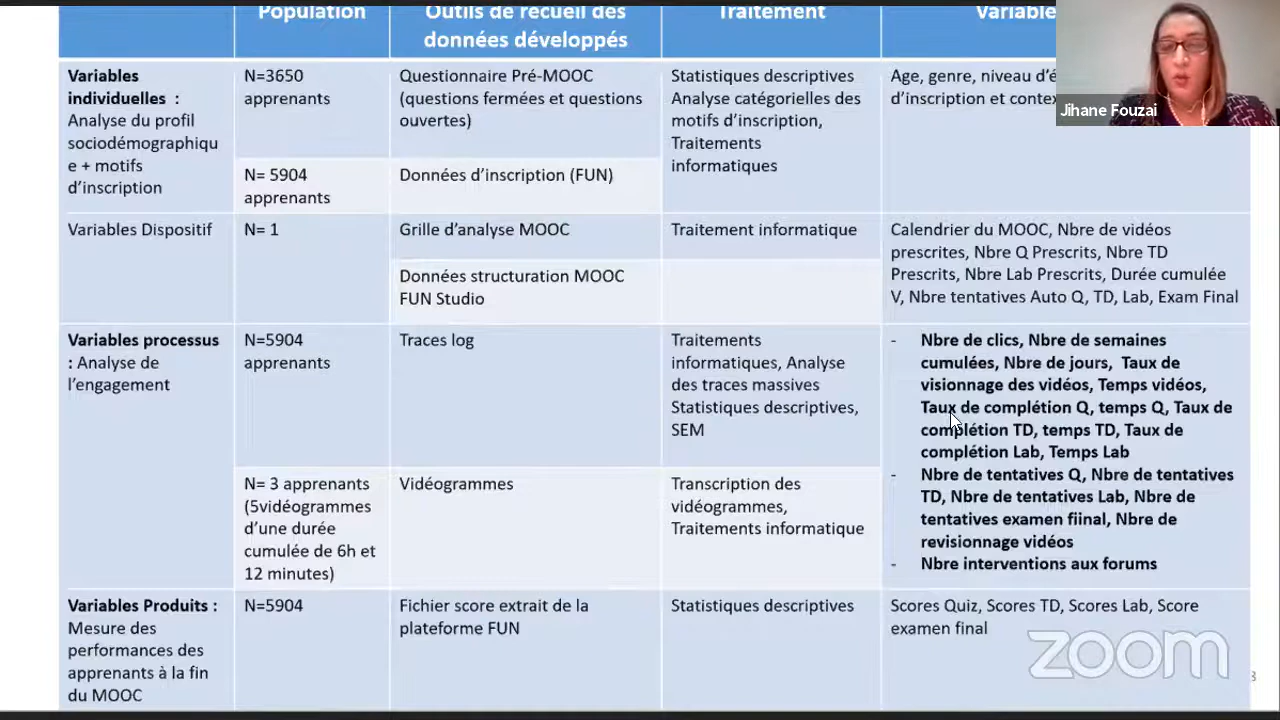 Population
Outils de recueil des
données développés
Traitement
Variable
Variables
individuelles :
Analyse du profil
sociodémographiqu
e + motifs
d'inscription
N=3650
apprenants
Questionnaire Pré-MOOC
(questions fermées et questions
ouvertes)
Statistiques descriptives
Analyse catégorielles des
motifs d'inscription,
Traitements
informatiques
Age, genre, niveau d'é
d'inscription et contex
Jihane Fouzai
N= 5904
apprenants
Données d'inscription (FUN)
Variables Dispositif
N= 1
Grille d'analyse MOOC
Traitement informatique
Calendrier du MOOC, Nbre de vidéos
prescrites, Nbre Q Prescrits, Nbre TD
Prescrits, Nbre Lab Prescrits, Durée cumulée
V, Nbre tentatives Auto Q, TD, Lab, Exam Final
Données structuration MOOC
FUN Studio
Variables processus
: Analyse de
l'engagement
N=5904
apprenants
Traces log
Traitements
informatiques, Analyse
des traces massives
Statistiques descriptives,
SEM
- Nbre de clics, Nbre de semaines
cumulées, Nbre de jours, Taux de
visionnage des vidéos, Temps vidéos,
Taux de complétion Q, temps Q, Taux de
complétion TD, temps TD, Taux de
complétion Lab, Temps Lab
- Nbre de tentatives Q, Nbre de tentatives
TD, Nbre de tentatives Lab, Nbre de
tentatives examen fiinal, Nbre de
revisionnage vidéos
- Nbre interventions aux forums
N= 3 apprenants
(5vidéogrammes
d'une durée
cumulée de 6h et
12 minutes)
Vidéogrammes
Transcription des
vidéogrammes,
Traitements informatique
Variables Produits :
Mesure des
performances des
apprenants à la fin
du MOOC
N=5904
Fichier score extrait de la
plateforme FUN
Statistiques descriptives
Scores Quiz, Scores TD, Scores Lab, Score
examen final
zoom